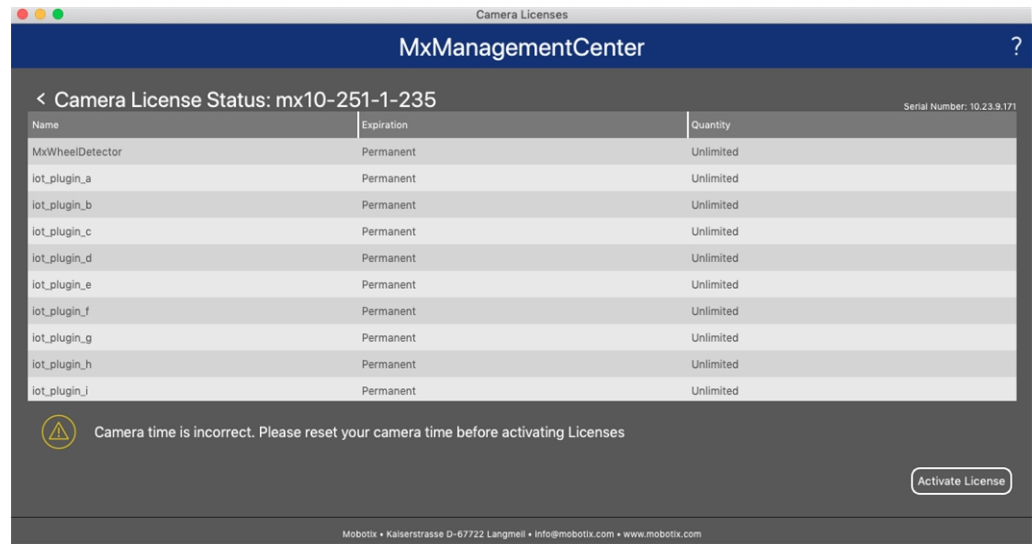 Camera Licenses
MxManagementCenter ?
< Camera License Status: mx10-251-1-235
Serial Number: 10.23.9.171
Name Expiration Quantity
MxWheelDetector Permanent Unlimited
iot_plugin_a Permanent Unlimited
iot_plugin_b Permanent Unlimited
iot_plugin_c Permanent Unlimited
iot_plugin_d Permanent Unlimited
iot_plugin_e Permanent Unlimited
iot_plugin_f Permanent Unlimited
iot_plugin_g Permanent Unlimited
iot_plugin_h Permanent Unlimited
iot_plugin_i Permanent Unlimited
Camera time is incorrect. Please reset your camera time before activating Licenses
Activate License
Mobotix • Kaiserstrasse D-67722 Langmeil • info@mobotix.com • www.mobotix.com